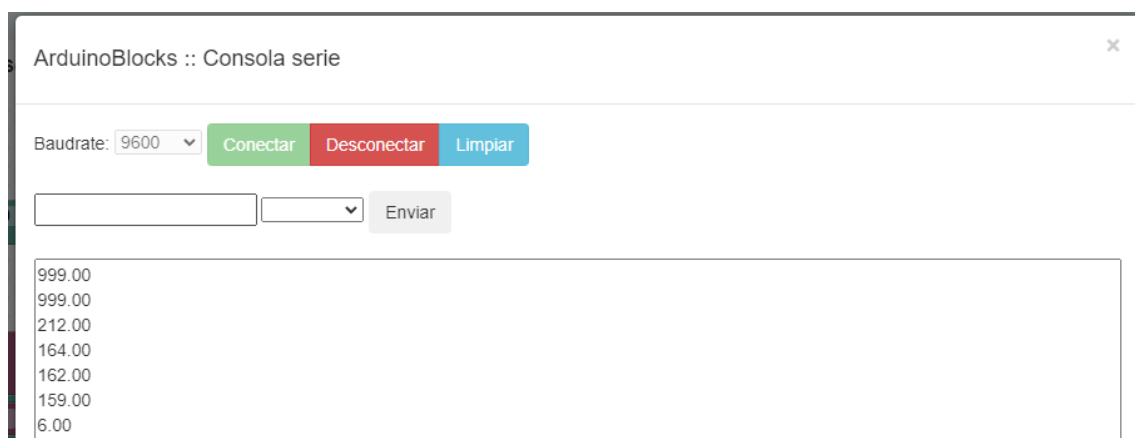 ArduinoBlocks :: Consola serie
×
Baudrate: 9600 Conectar Desconectar Limpiar
Enviar
999.00
999.00
212.00
164.00
162.00
159.00
6.00